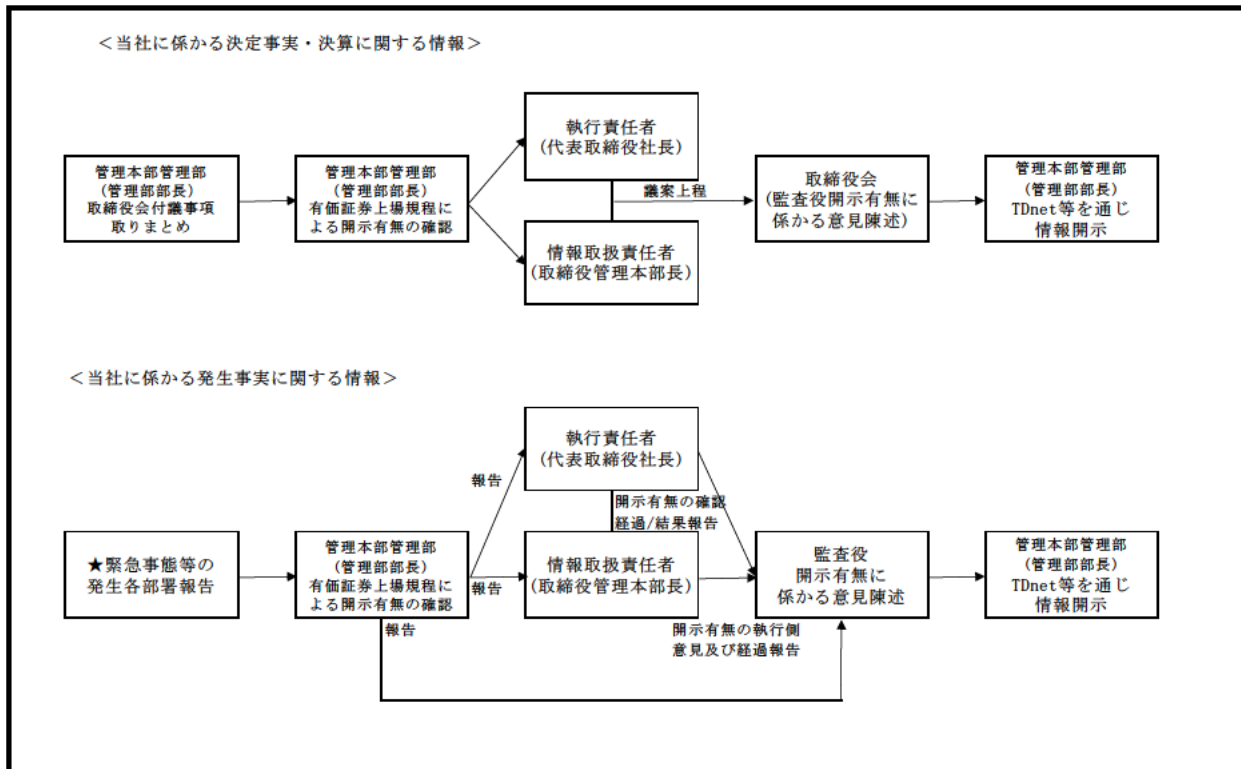 ＜当社に係かる決定事実・決算に関する情報＞
執行責任者
(代表取締役社長)
管理本部管理部
(管理部部長)
取締役会付議事項
取りまとめ
管理本部管理部
(管理部部長)
有価証券上場規程に
よる開示有無の確認
議案上程
取締役会
(監査役開示有無に
係かる意見陳述)
管理本部管理部
(管理部部長)
TDnet等を通じ
情報開示
情報取扱責任者
(取締役管理本部長)
＜当社に係かる発生事実に関する情報＞
執行責任者
(代表取締役社長)
報告
開示有無の確認
経過/結果報告
★緊急事態等の
発生各部署報告
管理本部管理部
(管理部部長)
有価証券上場規程に
よる開示有無の確認
報告
情報取扱責任者
(取締役管理本部長)
監査役
開示有無に
係かる意見陳述
管理本部管理部
(管理部部長)
TDnet等を通じ
情報開示
報告
開示有無の執行側
意見及び経過報告